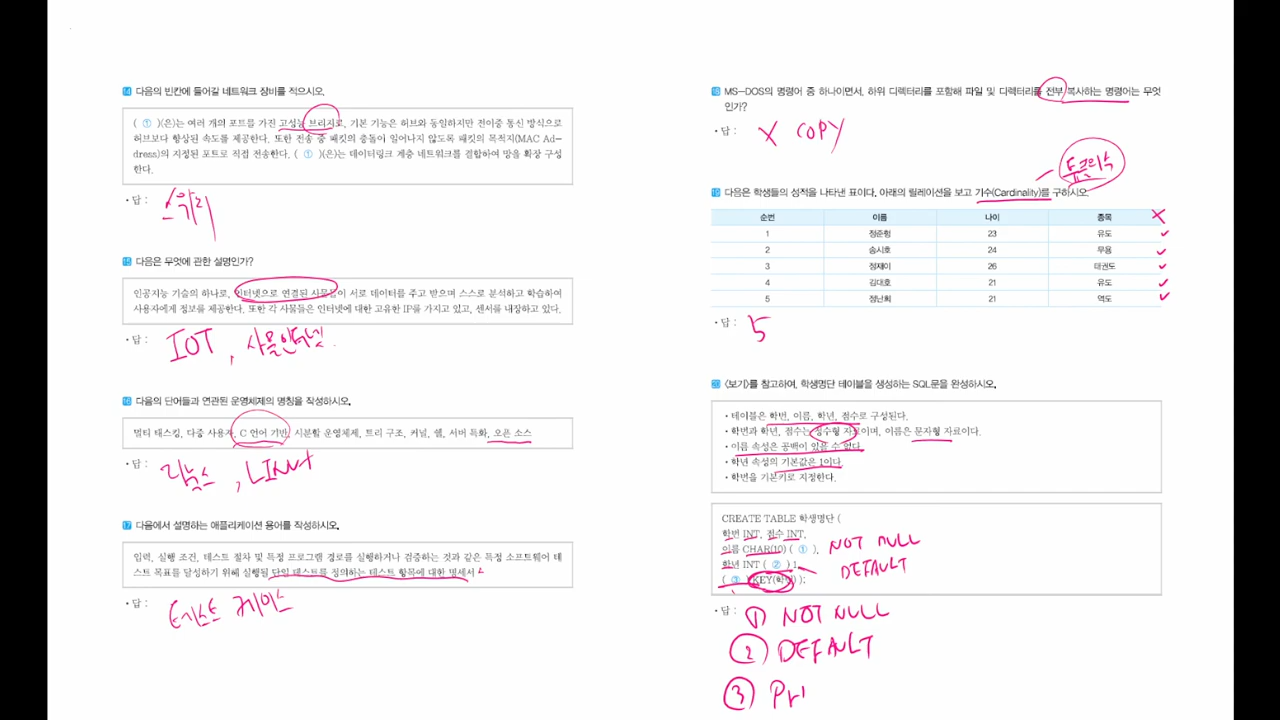 14 다음의 빈칸에 들어갈 네트워크 장비를 적으시오.
( ① )(은)는 여러 개의 포트를 가진 고성능 브리지로, 기본 기능은 허브와 동일하지만 전이중 통신 방식으로
허브보다 향상된 속도를 제공한다. 또한 전송 중 패킷의 충돌이 일어나지 않도록 패킷의 목적지(MAC Ad-
dress)의 지정된 포트로 직접 전송한다. ( ① )(은)는 데이터링크 계층 네트워크를 결합하여 망을 확장 구성
한다.
• 답 :
스위치
15 다음은 무엇에 관한 설명인가?
인공지능 기술의 하나로, 인터넷으로 연결된 사물들이 서로 데이터를 주고 받으며 스스로 분석하고 학습하여
사용자에게 정보를 제공한다. 또한 각 사물들은 인터넷에 대한 고유한 IP를 가지고 있고, 센서를 내장하고 있다.
• 답 : IOT , 사물인터넷
16 다음의 단어들과 연관된 운영체제의 명칭을 작성하시오.
멀티 태스킹, 다중 사용자, C 언어 기반, 시분할 운영체제, 트리 구조, 커널, 쉘, 서버 특화, 오픈 소스
• 답 :
리눅스 , LINUX
17 다음에서 설명하는 애플리케이션 용어를 작성하시오.
입력, 실행 조건, 테스트 절차 및 특정 프로그램 경로를 실행하거나 검증하는 것과 같은 특정 소프트웨어 테
스트 목표를 달성하기 위해 실행될 단일 테스트를 정의하는 테스트 항목에 대한 명세서
• 답 : 테스트 케이스
18 MS-DOS의 명령어 중 하나이면서, 하위 디렉터리를 포함해 파일 및 디렉터리를 전부 복사하는 명령어는 무엇
인가?
• 답 : X COPY
튜플의 수
19 다음은 학생들의 성적을 나타낸 표이다. 아래의 릴레이션을 보고 기수(Cardinality)를 구하시오.
순번 이름 나이 종목
1 정준항 23 유도
2 송시호 24 무용
3 정재이 26 태권도
4 김대호 21 유도
5 정난희 21 역도
• 답 : 5
20 〈보기〉를 참고하여, 학생명단 테이블을 생성하는 SQL문을 완성하시오.
• 테이블은 학번, 이름, 학년, 점수로 구성된다.
• 학번과 학년, 점수는 정수형 자료이며, 이름은 문자형 자료이다.
• 이름 속성은 공백이 있을 수 없다.
• 학년 속성의 기본값은 1이다.
• 학번을 기본키로 지정한다.
CREATE TABLE 학생명단 (
학번 INT, 점수 INT,
이름 CHAR(10) ( ① ), NOT NULL
학년 INT ( ② ) 1, DEFAULT
( ③ ) KEY(학번) );
• 답 : ① NOT NULL
② DEFAULT
③ Pri